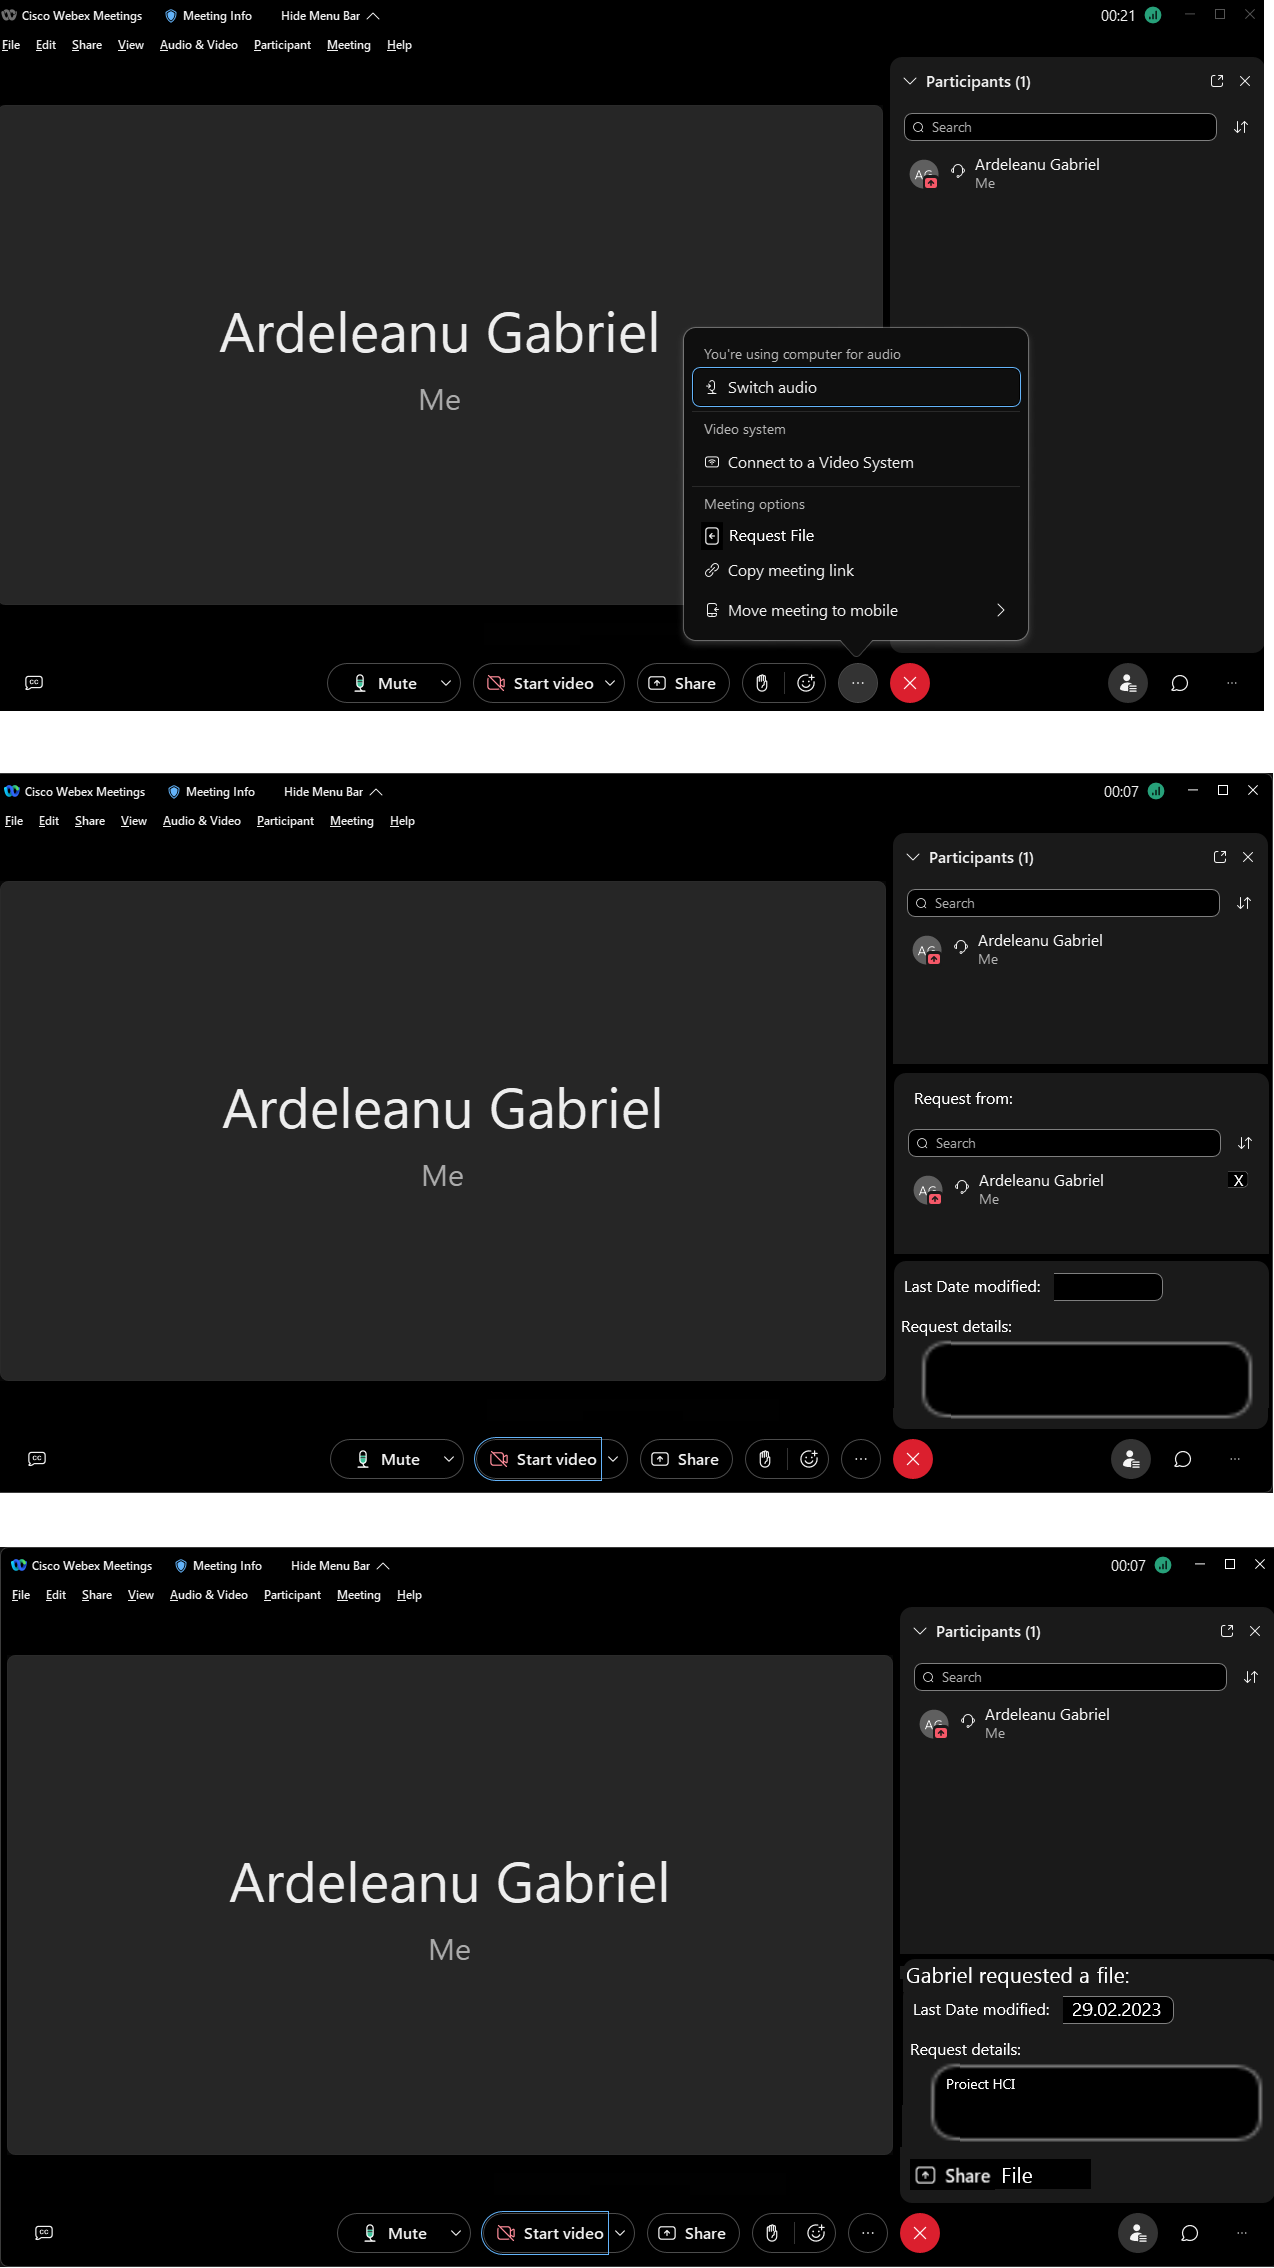 Cisco Webex Meetings Meeting Info Hide Menu Bar 00:21
File Edit Share View Audio & Video Participant Meeting Help
Participants (1)
Search
AG Ardeleanu Gabriel
Me
Ardeleanu Gabriel
Me
You're using computer for audio
Switch audio
Video system
Connect to a Video System
Meeting options
Request File
Copy meeting link
Move meeting to mobile
CC Mute Start video Share
Cisco Webex Meetings Meeting Info Hide Menu Bar 00:07
File Edit Share View Audio & Video Participant Meeting Help
Participants (1)
Search
AG Ardeleanu Gabriel
Me
Ardeleanu Gabriel
Me
Request from:
Search
AG Ardeleanu Gabriel X
Me
Last Date modified:
Request details:
CC Mute Start video Share
Cisco Webex Meetings Meeting Info Hide Menu Bar 00:07
File Edit Share View Audio & Video Participant Meeting Help
Participants (1)
Search
AG Ardeleanu Gabriel
Me
Ardeleanu Gabriel
Me
Gabriel requested a file:
Last Date modified: 29.02.2023
Request details:
Proiect HCI
Share File
CC Mute Start video Share